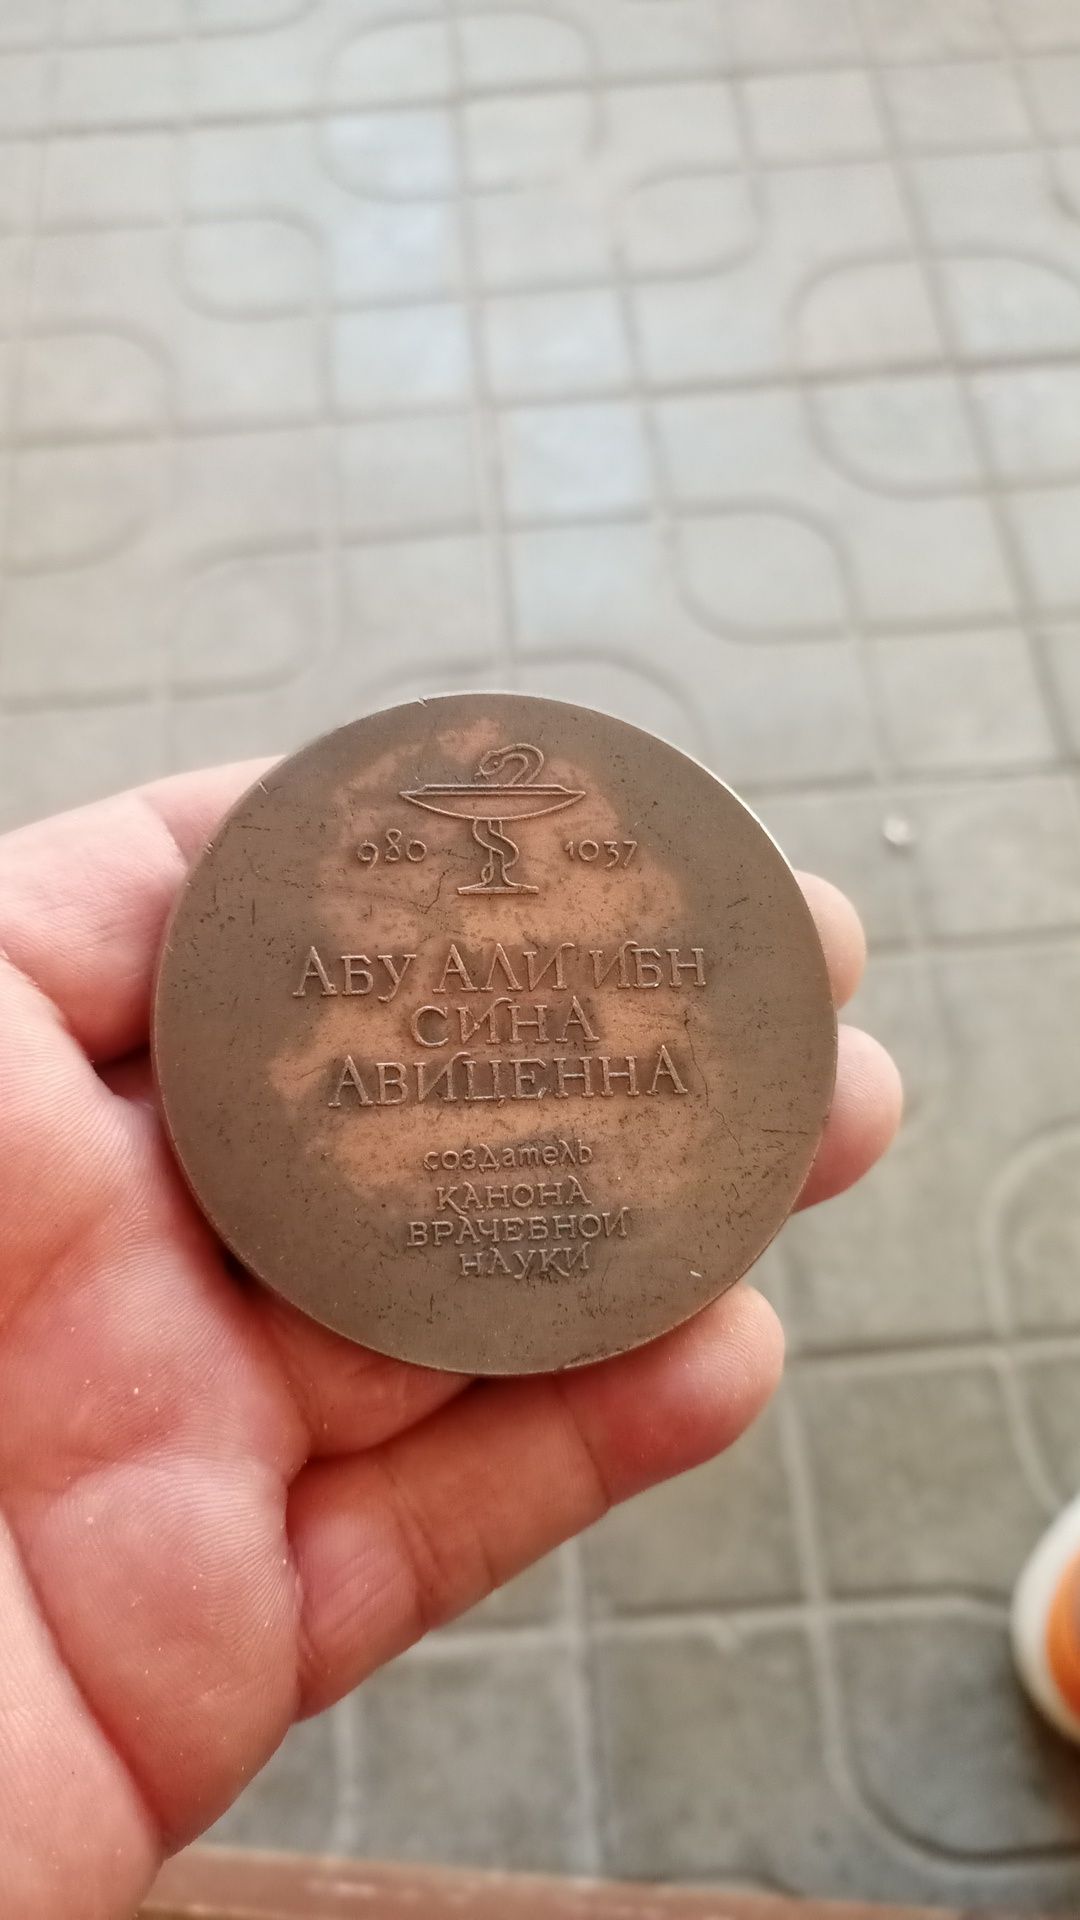 980 1037
АБУ АЛИ ИБН
СИНА
АВИЦЕННА
создатель
КАНОНА
ВРАЧЕБНОЙ
НАУКИ